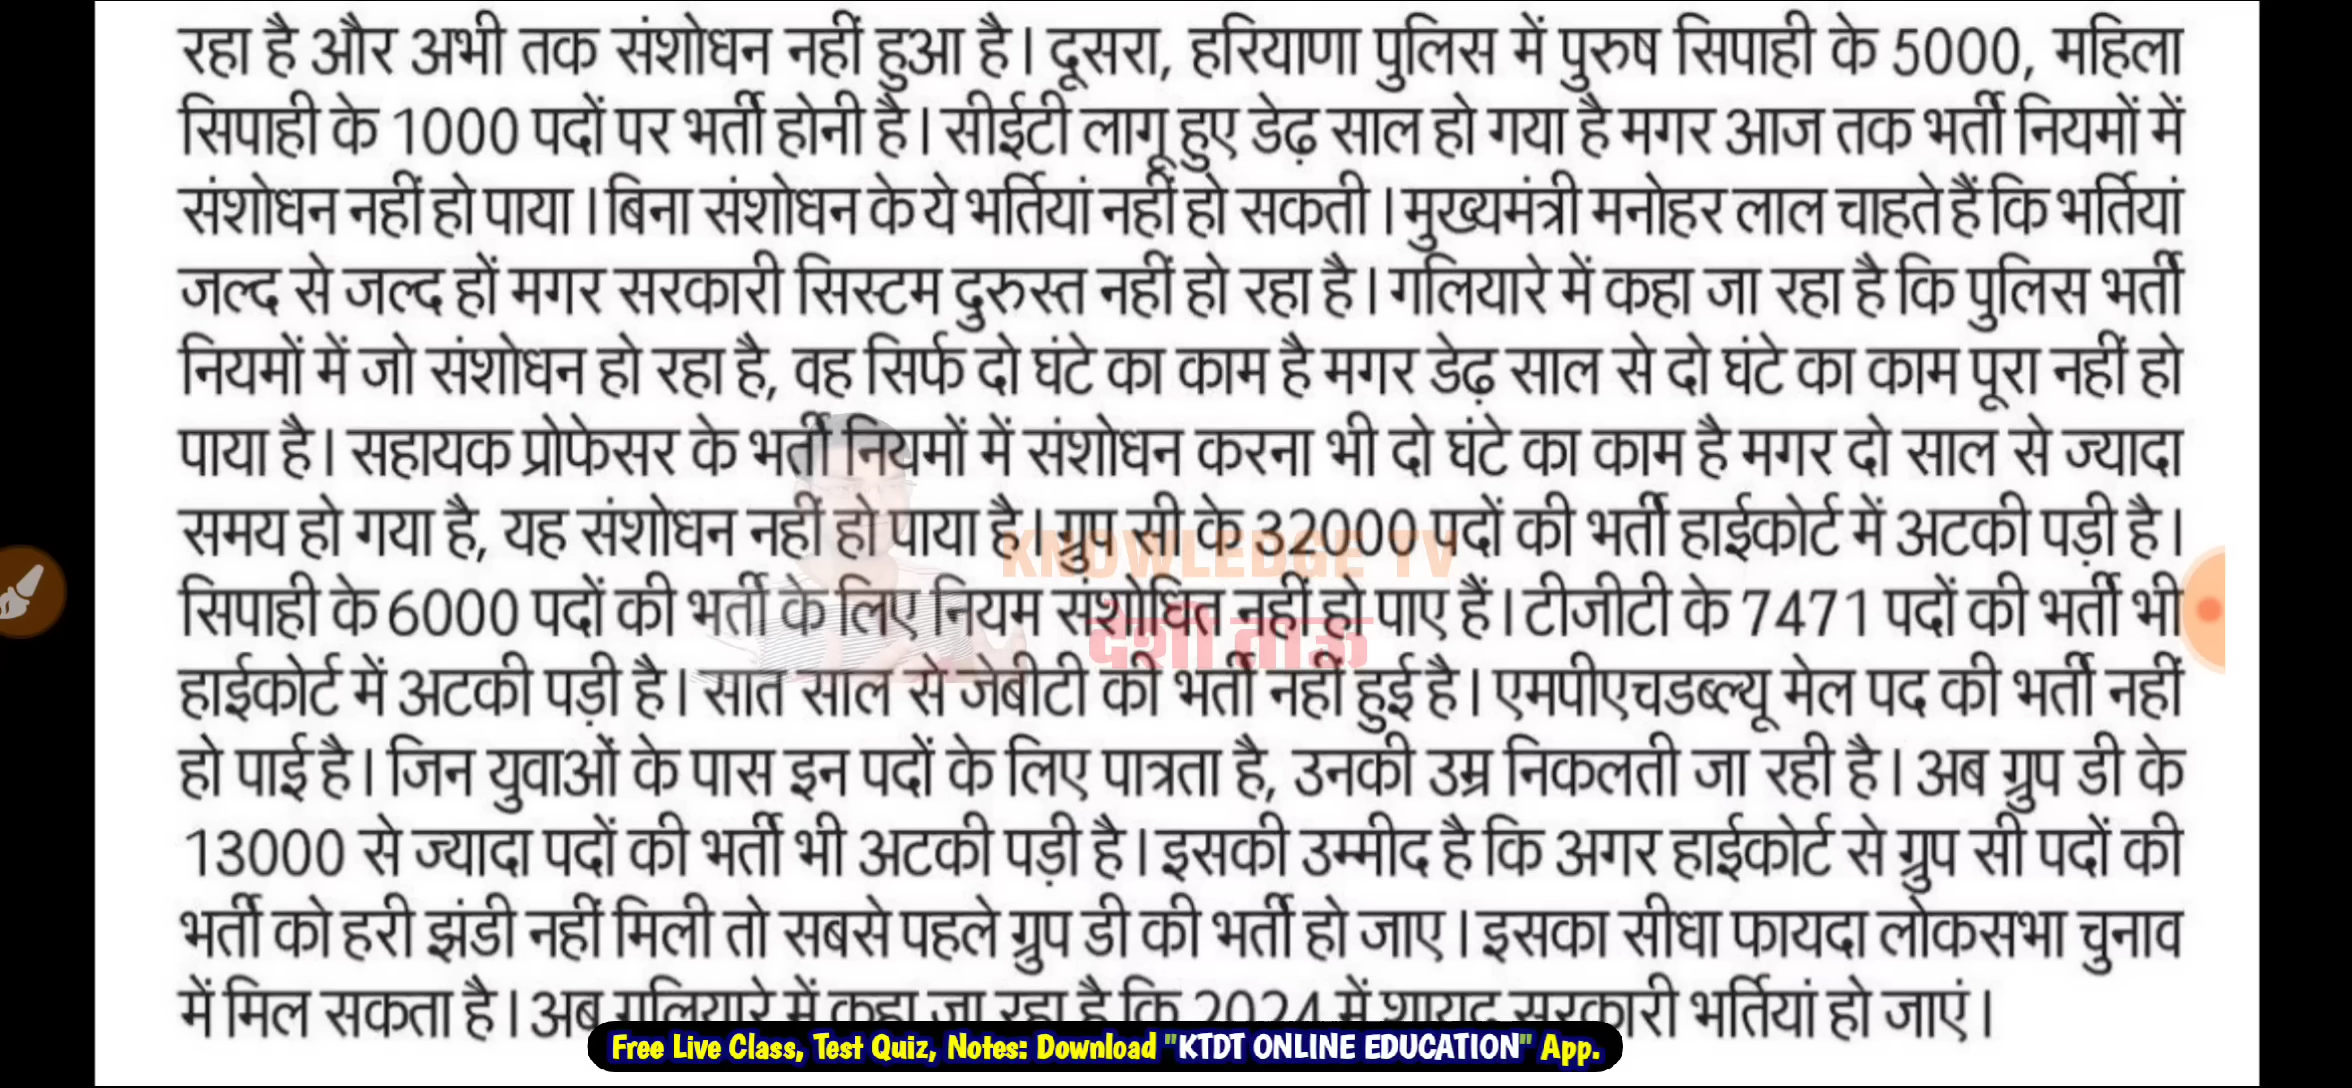 रहा है और अभी तक संशोधन नहीं हुआ है। दूसरा, हरियाणा पुलिस में पुरुष सिपाही के 5000, महिला
सिपाही के 1000 पदों पर भर्ती होनी है। सीईटी लागू हुए डेढ़ साल हो गया है मगर आज तक भर्ती नियमों में
संशोधन नहीं हो पाया। बिना संशोधन के ये भर्तियां नहीं हो सकती। मुख्यमंत्री मनोहर लाल चाहते हैं कि भर्तियां
जल्द से जल्द हों मगर सरकारी सिस्टम दुरुस्त नहीं हो रहा है। गलियारे में कहा जा रहा है कि पुलिस भर्ती
नियमों में जो संशोधन हो रहा है, वह सिर्फ दो घंटे का काम है मगर डेढ़ साल से दो घंटे का काम पूरा नहीं हो
पाया है। सहायक प्रोफेसर के भर्ती नियमों में संशोधन करना भी दो घंटे का काम है मगर दो साल से ज्यादा
समय हो गया है, यह संशोधन नहीं हो पाया है। ग्रुप सी के 32000 पदों की भर्ती हाईकोर्ट में अटकी पड़ी है।
KNOWLEDGE TV
सिपाही के 6000 पदों की भर्ती के लिए नियम संशोधित नहीं हो पाए हैं। टीजीटी के 7471 पदों की भर्ती भी
देशी ताऊ
हाईकोर्ट में अटकी पड़ी है। सात साल से जेबीटी की भर्ती नहीं हुई है। एमपीएचडब्ल्यू मेल पद की भर्ती नहीं
हो पाई है। जिन युवाओं के पास इन पदों के लिए पात्रता है, उनकी उम्र निकलती जा रही है। अब ग्रुप डी के
13000 से ज्यादा पदों की भर्ती भी अटकी पड़ी है। इसकी उम्मीद है कि अगर हाईकोर्ट से ग्रुप सी पदों की
भर्ती को हरी झंडी नहीं मिली तो सबसे पहले ग्रुप डी की भर्ती हो जाए। इसका सीधा फायदा लोकसभा चुनाव
में मिल सकता है। अब गलियारे में कहा जा रहा है कि 2024 में शायद सरकारी भर्तियां हो जाएं।
Free Live Class, Test Quiz, Notes: Download "KTDT ONLINE EDUCATION" App.